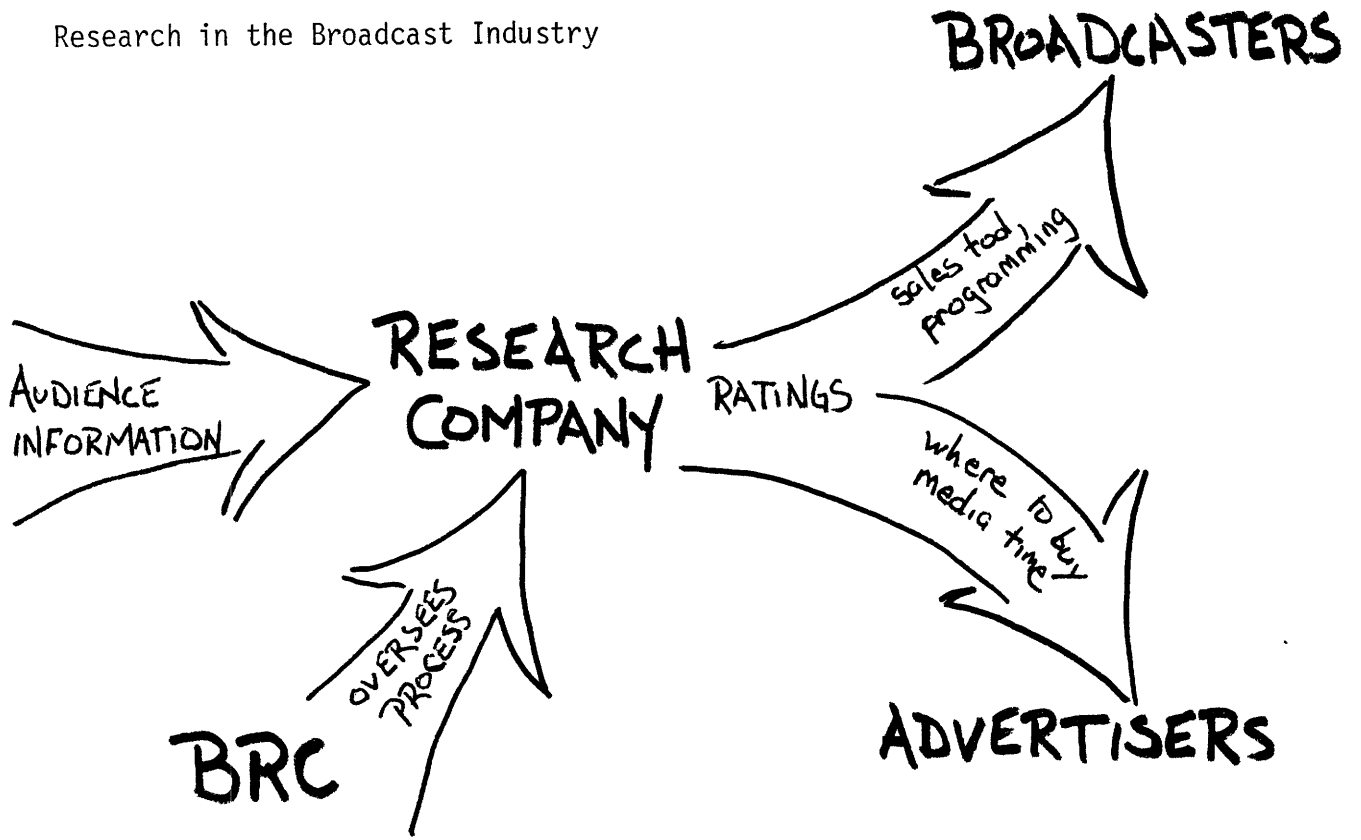 Research in the Broadcast Industry
BROADCASTERS
sales tool,
programming
RESEARCH
COMPANY
AUDIENCE
INFORMATION
RATINGS
where to buy
media time
OVERSEES
PROCESS
BRC
ADVERTISERS